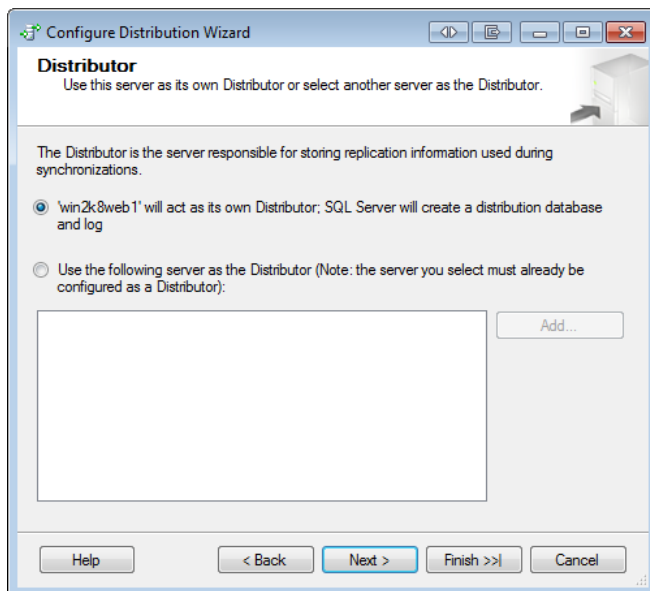 Configure Distribution Wizard
Distributor
Use this server as its own Distributor or select another server as the Distributor.
The Distributor is the server responsible for storing replication information used during
synchronizations.
'win2k8web1' will act as its own Distributor; SQL Server will create a distribution database
and log
Use the following server as the Distributor (Note: the server you select must already be
configured as a Distributor):
Add...
Help
< Back
Next >
Finish >>|
Cancel